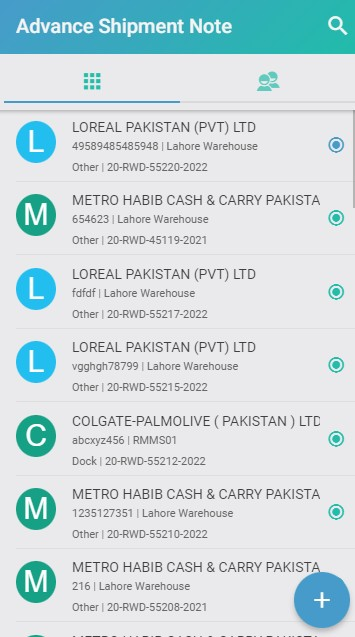 Advance Shipment Note
L
LOREAL PAKISTAN (PVT) LTD
49589485485948 | Lahore Warehouse
Other | 20-RWD-55220-2022
M
METRO HABIB CASH & CARRY PAKISTA
654623 | Lahore Warehouse
Other | 20-RWD-45119-2021
L
LOREAL PAKISTAN (PVT) LTD
fdfdf | Lahore Warehouse
Other | 20-RWD-55217-2022
L
LOREAL PAKISTAN (PVT) LTD
vgghgh78799 | Lahore Warehouse
Other | 20-RWD-55215-2022
C
COLGATE-PALMOLIVE ( PAKISTAN ) LTD
abcxyz456 | RMMS01
Dock | 20-RWD-55212-2022
M
METRO HABIB CASH & CARRY PAKISTA
1235127351 | Lahore Warehouse
Other | 20-RWD-55210-2022
M
METRO HABIB CASH & CARRY PAKISTA
216 | Lahore Warehouse
Other | 20-RWD-55208-2021
+